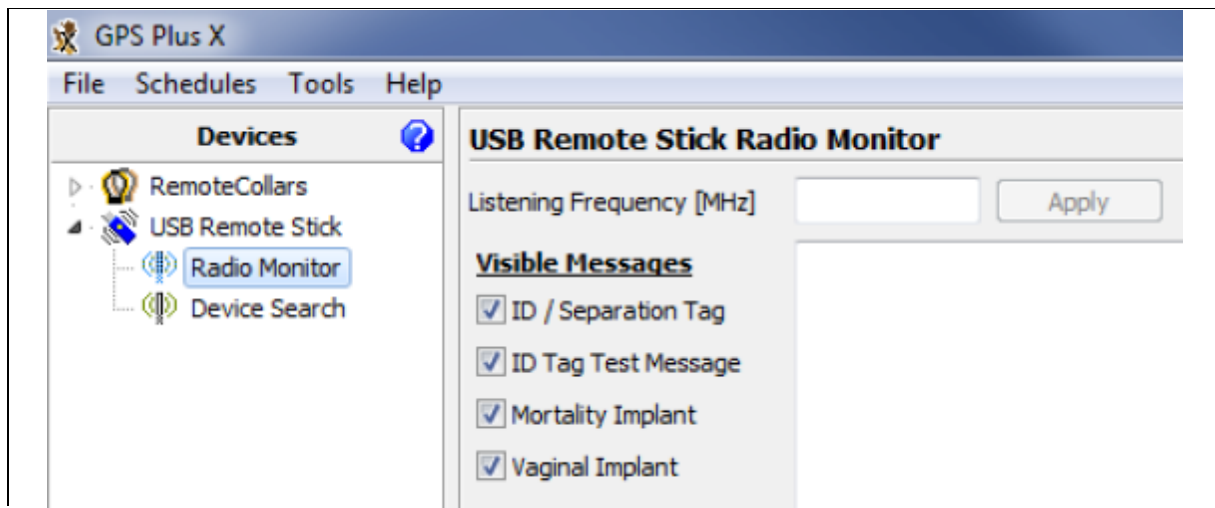 GPS Plus X
File Schedules Tools Help
Devices
RemoteCollars
USB Remote Stick
Radio Monitor
Device Search
USB Remote Stick Radio Monitor
Listening Frequency [MHz] Apply
Visible Messages
ID / Separation Tag
ID Tag Test Message
Mortality Implant
Vaginal Implant